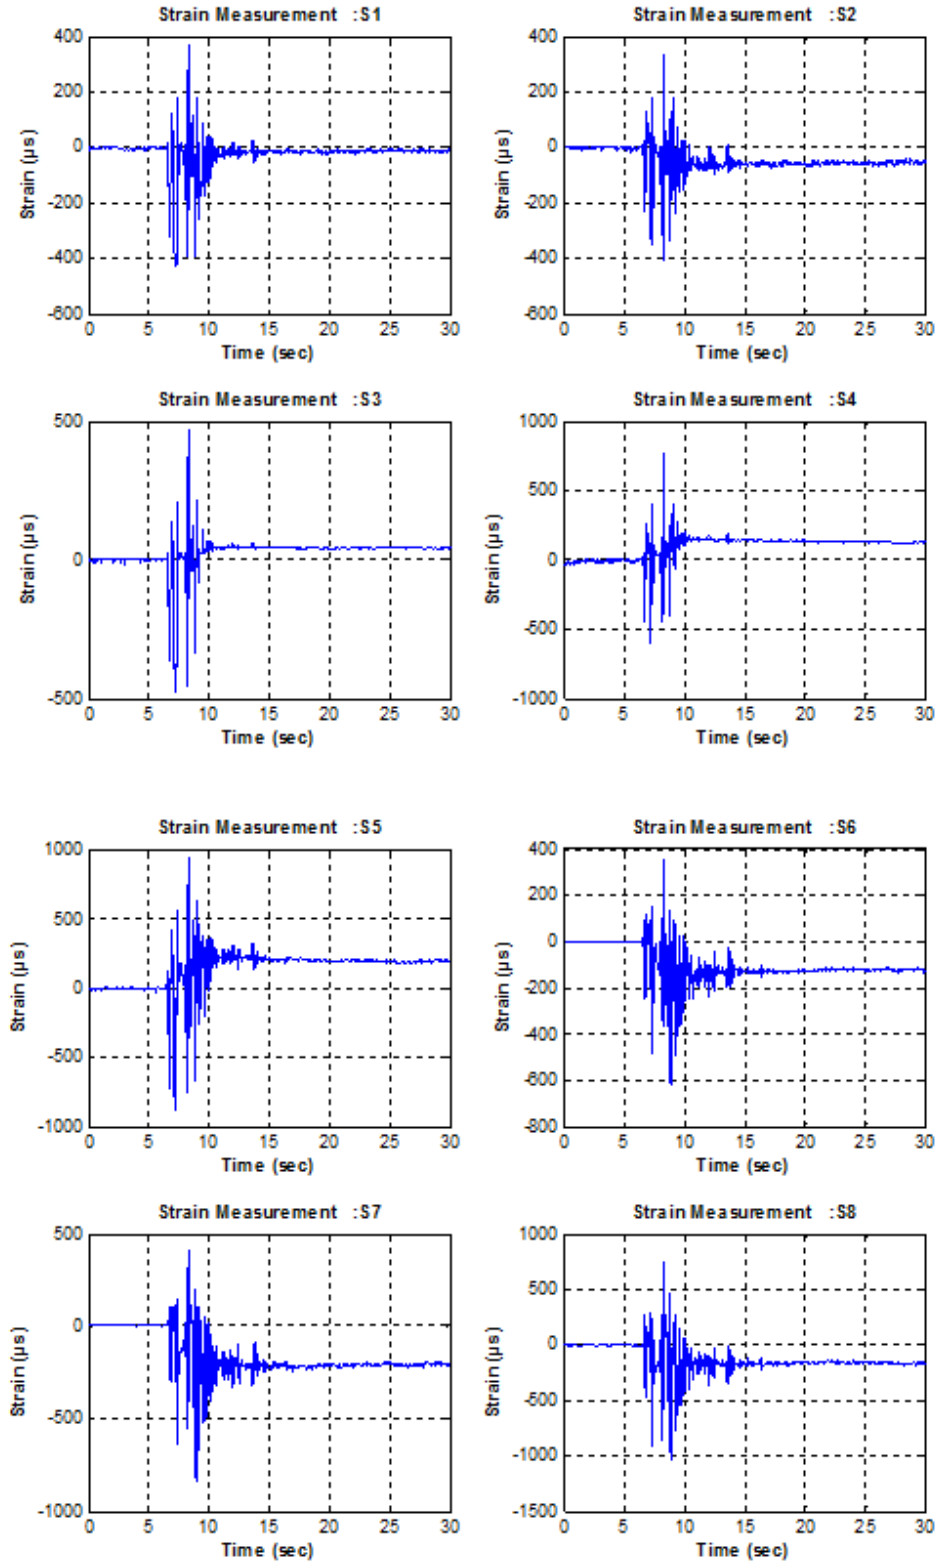 Strain Measurement :S1
400
200
0
-200
-400
-600
Strain (µs)
0 5 10 15 20 25 30
Time (sec)
Strain Measurement :S2
400
200
0
-200
-400
-600
Strain (µs)
0 5 10 15 20 25 30
Time (sec)
Strain Measurement :S3
500
0
-500
Strain (µs)
0 5 10 15 20 25 30
Time (sec)
Strain Measurement :S4
1000
500
0
-500
-1000
Strain (µs)
0 5 10 15 20 25 30
Time (sec)
Strain Measurement :S5
1000
500
0
-500
-1000
Strain (µs)
0 5 10 15 20 25 30
Time (sec)
Strain Measurement :S6
400
200
0
-200
-400
-600
-800
Strain (µs)
0 5 10 15 20 25 30
Time (sec)
Strain Measurement :S7
500
0
-500
-1000
Strain (µs)
0 5 10 15 20 25 30
Time (sec)
Strain Measurement :S8
1000
500
0
-500
-1000
-1500
Strain (µs)
0 5 10 15 20 25 30
Time (sec)